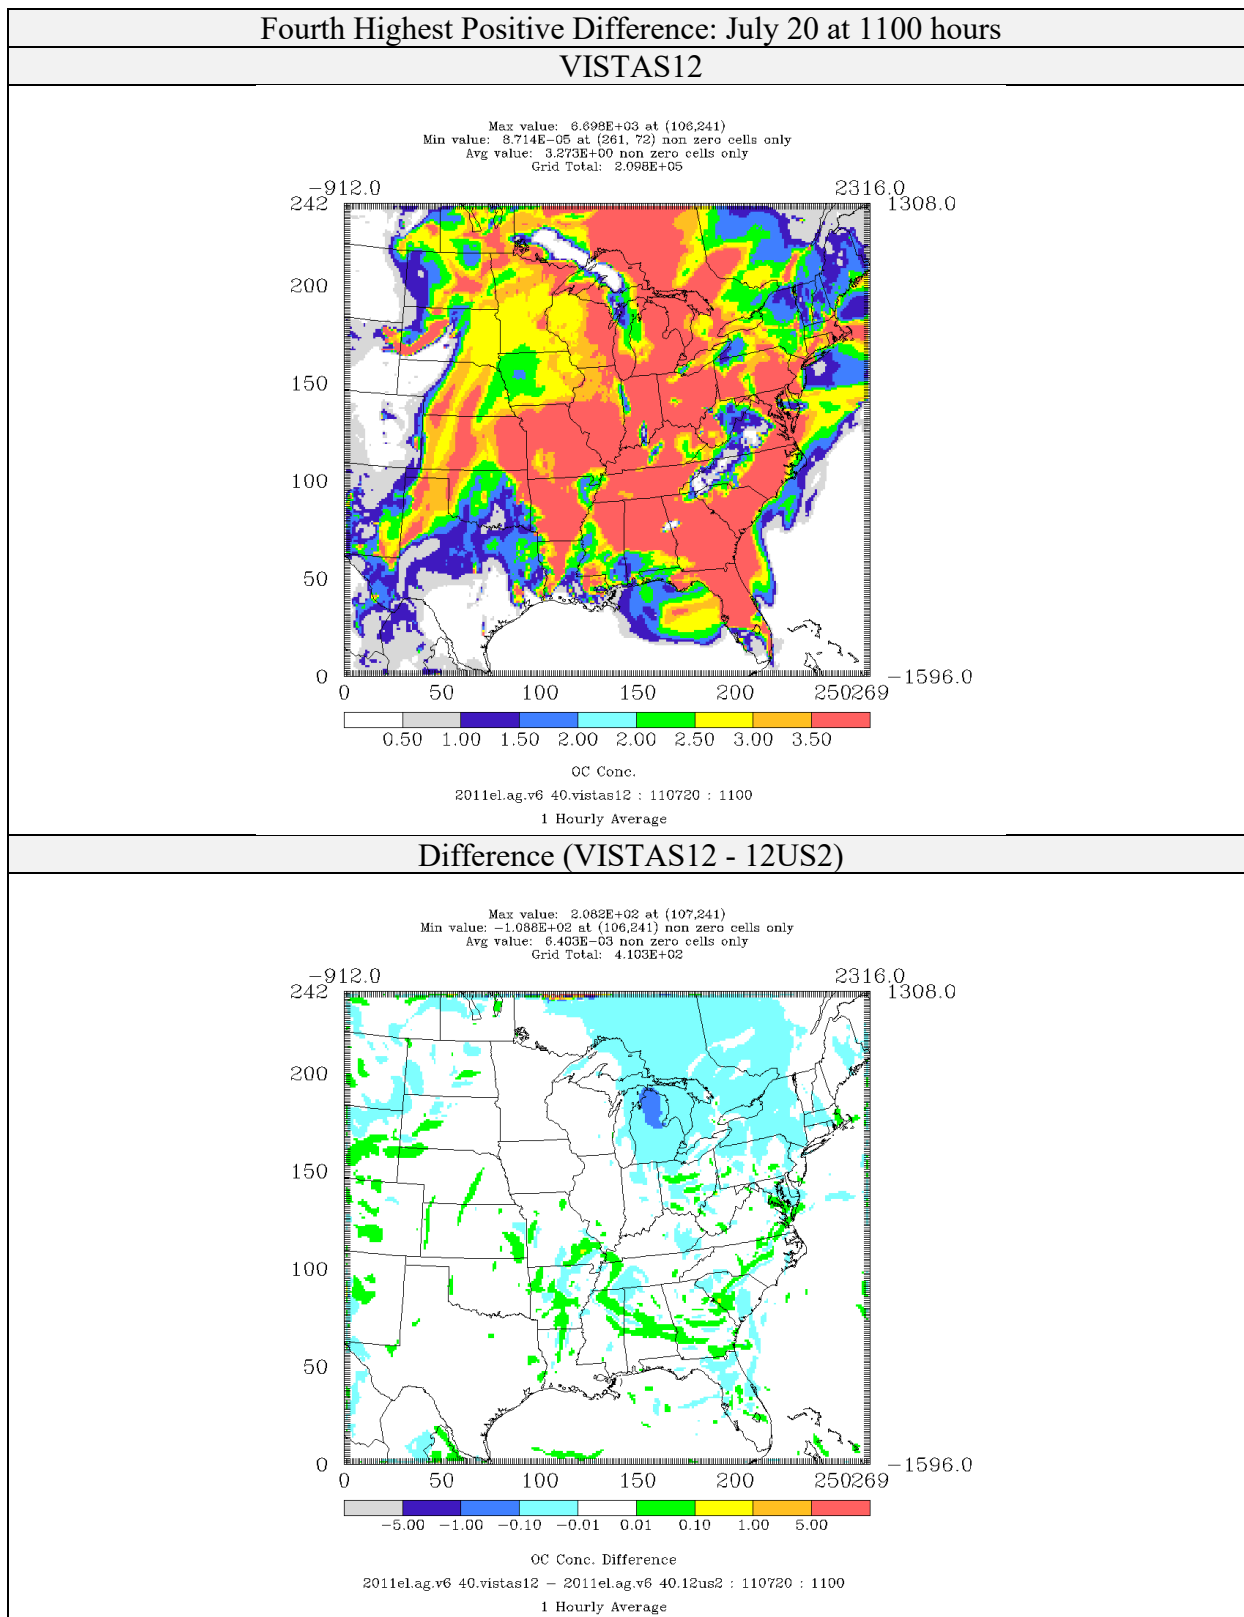 Fourth Highest Positive Difference: July 20 at 1100 hours
VISTAS12
Max value: 6.698E+03 at (106,241)
Min value: 8.714E-05 at (261, 72) non zero cells only
Avg value: 3.273E+00 non zero cells only
Grid Total: 2.098E+05
-912.0 2316.0
242 1308.0
200
150
100
50
0 -1596.0
0 50 100 150 200 250269
0.50 1.00 1.50 2.00 2.00 2.50 3.00 3.50
OC Conc.
2011el.ag.v6 40.vistas12 : 110720 : 1100
1 Hourly Average
Difference (VISTAS12 - 12US2)
Max value: 2.082E+02 at (107,241)
Min value: -1.088E+02 at (106,241) non zero cells only
Avg value: 6.403E-03 non zero cells only
Grid Total: 4.103E+02
-912.0 2316.0
242 1308.0
200
150
100
50
0 -1596.0
0 50 100 150 200 250269
-5.00 -1.00 -0.10 -0.01 0.01 0.10 1.00 5.00
OC Conc. Difference
2011el.ag.v6 40.vistas12 - 2011el.ag.v6 40.12us2 : 110720 : 1100
1 Hourly Average